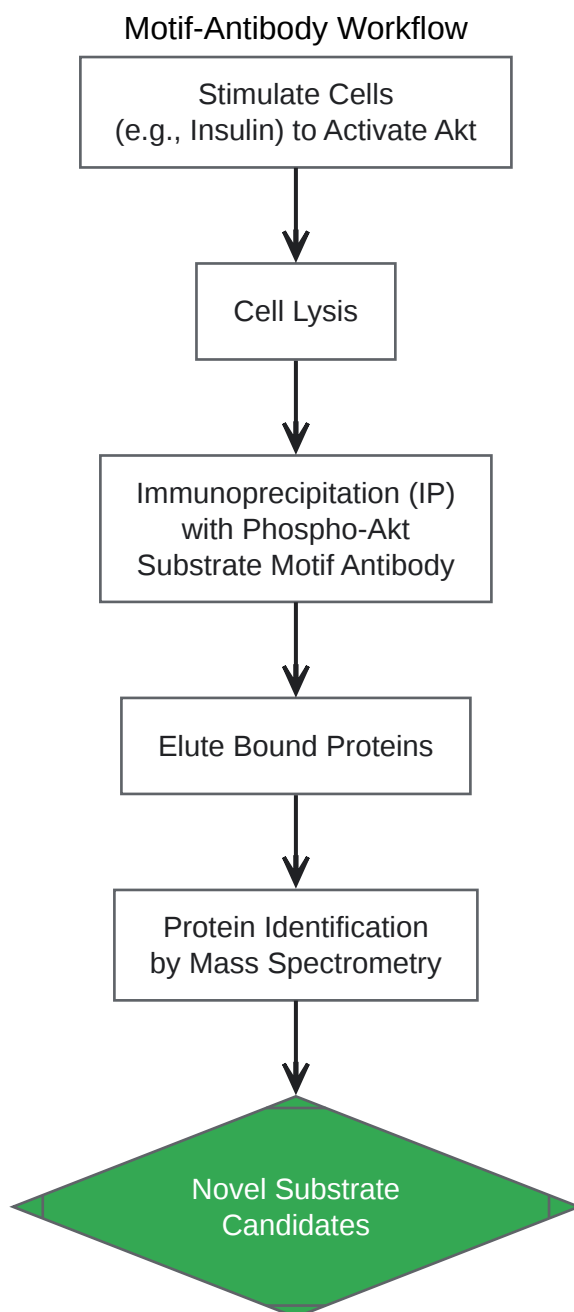 Motif-Antibody Workflow
Stimulate Cells
(e.g., Insulin) to Activate Akt
Cell Lysis
Immunoprecipitation (IP)
with Phospho-Akt
Substrate Motif Antibody
Elute Bound Proteins
Protein Identification
by Mass Spectrometry
Novel Substrate
Candidates